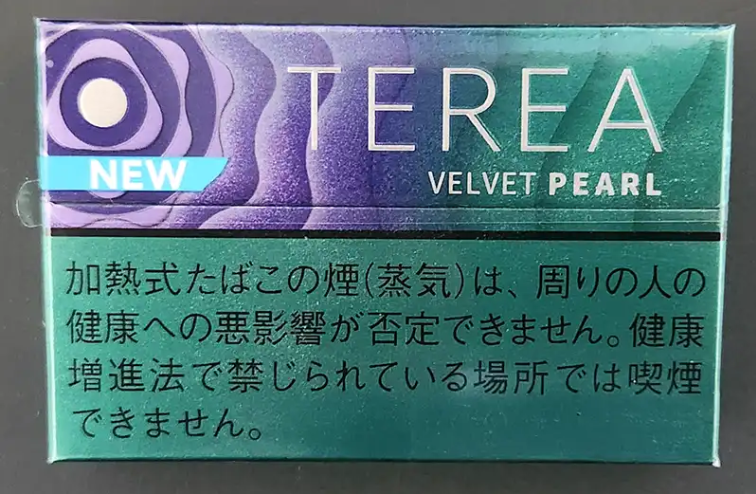 TEREA
NEW
VELVET PEARL
加熱式たばこの煙(蒸気)は、周りの人の
健康への悪影響が否定できません。健康
増進法で禁じられている場所では喫煙
できません。